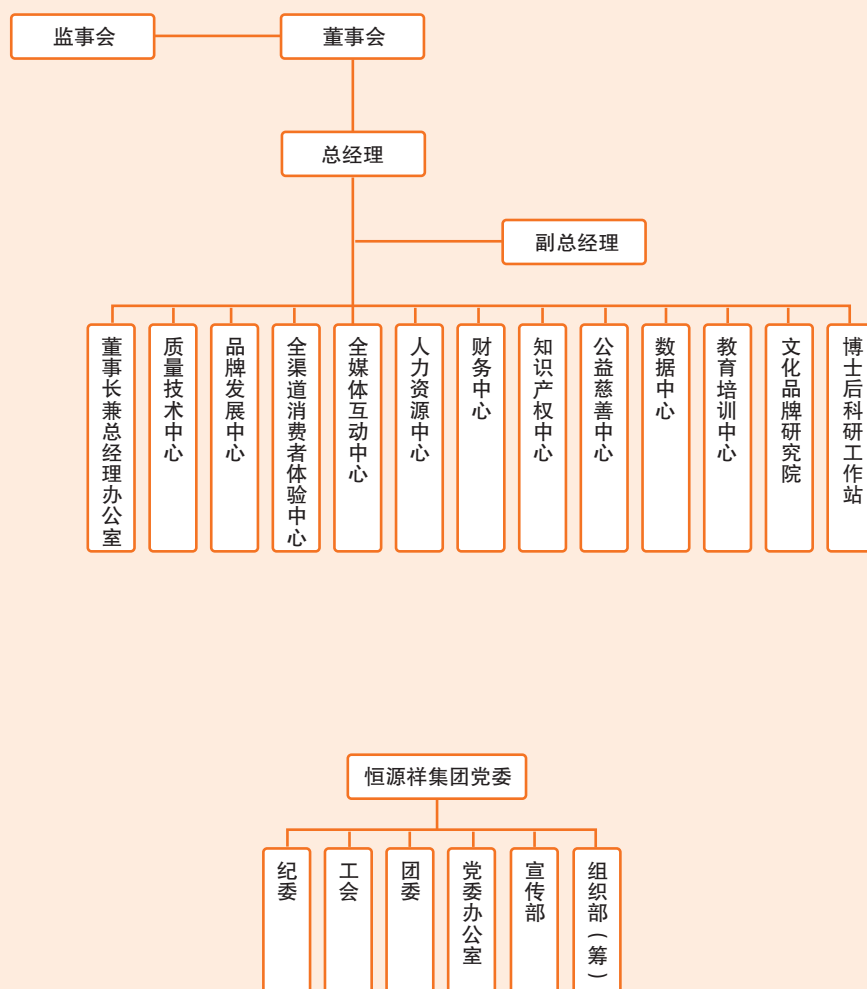 监事会
董事会
总经理
副总经理
董事长兼总经理办公室
质量技术中心
品牌发展中心
全渠道消费者体验中心
全媒体互动中心
人力资源中心
财务中心
知识产权中心
公益慈善中心
数据中心
教育培训中心
文化品牌研究院
博士后科研工作站
恒源祥集团党委
纪委
工会
团委
党委办公室
宣传部
组织部(筹)